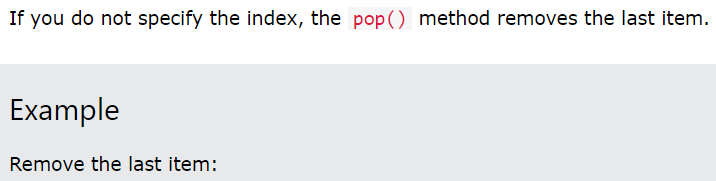 If you do not specify the index, the pop() method removes the last item.
Example
Remove the last item: